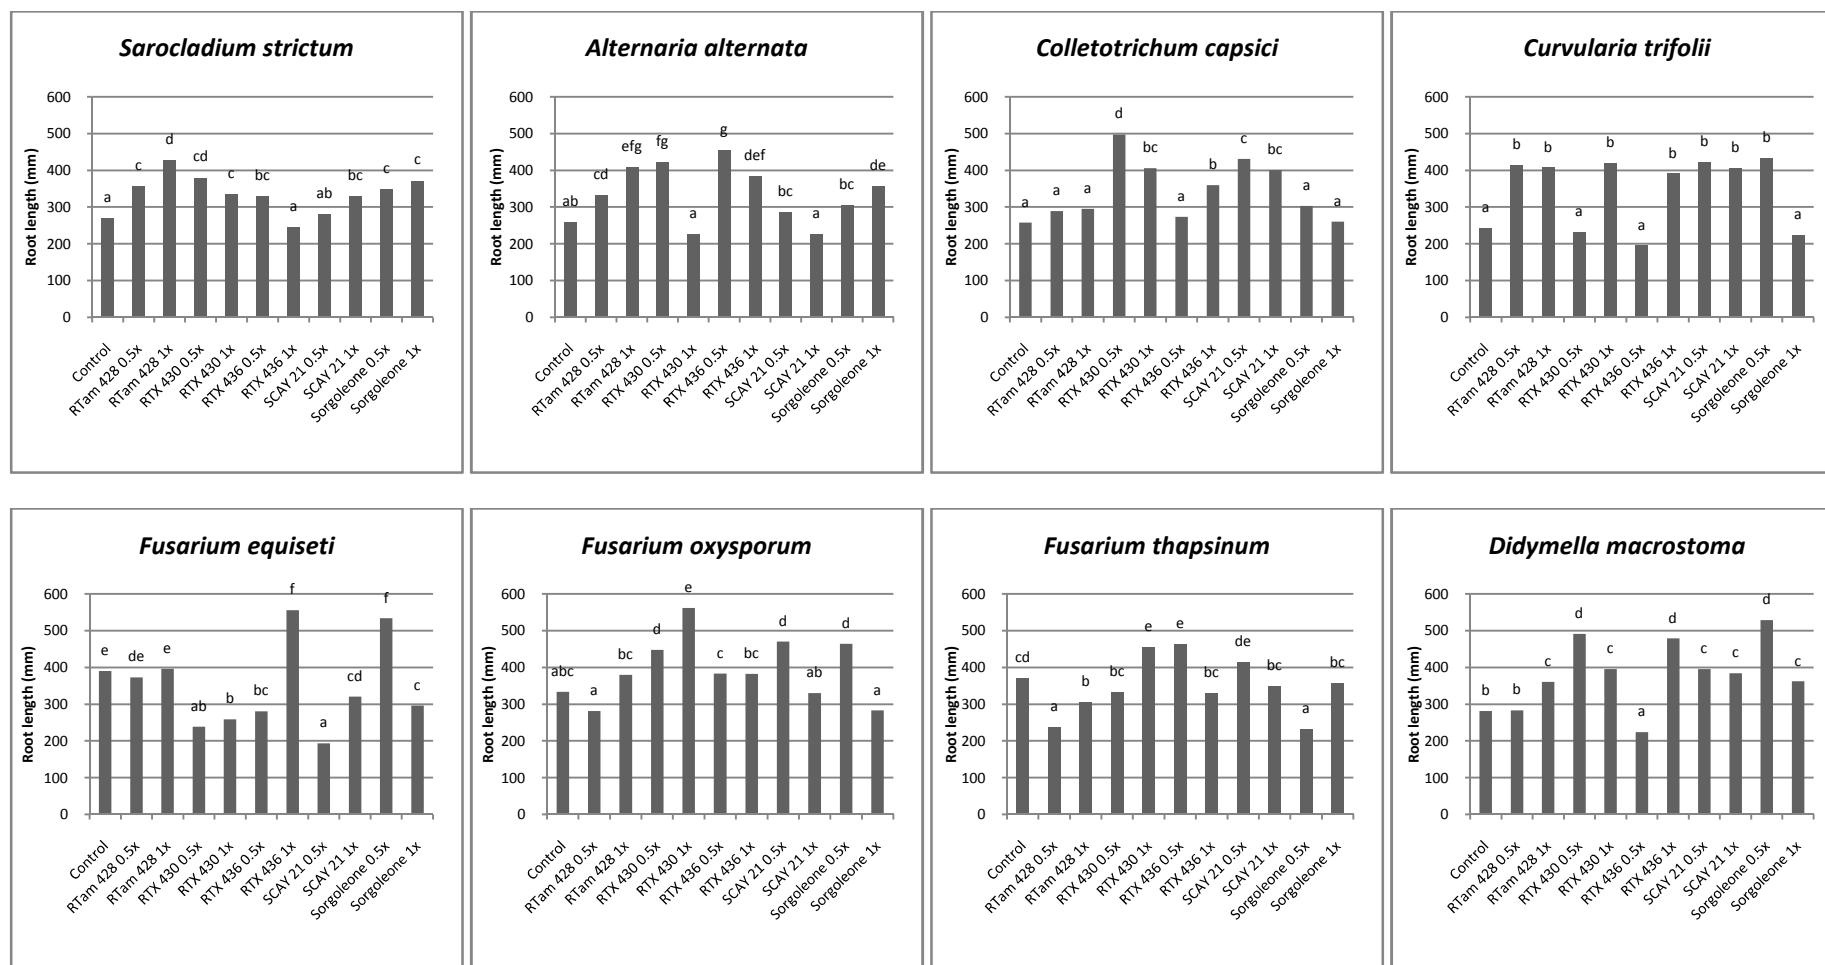 Sarocladium strictum
Root length (mm)
600
500
400
300
200
100
0
a
c
d
cd
c
bc
a
ab
bc
c
c
Control
RTam 428 0.5x
RTam 428 1x
RTX 430 0.5x
RTX 430 1x
RTX 436 0.5x
RTX 436 1x
SCAY 21 0.5x
SCAY 21 1x
Sorgoleone 0.5x
Sorgoleone 1x
Alternaria alternata
Root length (mm)
600
500
400
300
200
100
0
ab
cd
efg
fg
a
g
def
bc
a
bc
de
Control
RTam 428 0.5x
RTam 428 1x
RTX 430 0.5x
RTX 430 1x
RTX 436 0.5x
RTX 436 1x
SCAY 21 0.5x
SCAY 21 1x
Sorgoleone 0.5x
Sorgoleone 1x
Colletotrichum capsici
Root length (mm)
600
500
400
300
200
100
0
a
a
a
d
bc
a
b
c
bc
a
a
Control
RTam 428 0.5x
RTam 428 1x
RTX 430 0.5x
RTX 430 1x
RTX 436 0.5x
RTX 436 1x
SCAY 21 0.5x
SCAY 21 1x
Sorgoleone 0.5x
Sorgoleone 1x
Curvularia trifolii
Root length (mm)
600
500
400
300
200
100
0
a
b
b
a
b
a
b
b
b
b
a
Control
RTam 428 0.5x
RTam 428 1x
RTX 430 0.5x
RTX 430 1x
RTX 436 0.5x
RTX 436 1x
SCAY 21 0.5x
SCAY 21 1x
Sorgoleone 0.5x
Sorgoleone 1x
Fusarium equiseti
Root length (mm)
600
500
400
300
200
100
0
e
de
e
ab
b
bc
f
a
cd
f
c
Control
RTam 428 0.5x
RTam 428 1x
RTX 430 0.5x
RTX 430 1x
RTX 436 0.5x
RTX 436 1x
SCAY 21 0.5x
SCAY 21 1x
Sorgoleone 0.5x
Sorgoleone 1x
Fusarium oxysporum
Root length (mm)
600
500
400
300
200
100
0
abc
a
bc
d
e
c
bc
d
ab
d
a
Control
RTam 428 0.5x
RTam 428 1x
RTX 430 0.5x
RTX 430 1x
RTX 436 0.5x
RTX 436 1x
SCAY 21 0.5x
SCAY 21 1x
Sorgoleone 0.5x
Sorgoleone 1x
Fusarium thapsinum
Root length (mm)
600
500
400
300
200
100
0
cd
a
b
bc
e
e
bc
de
bc
a
bc
Control
RTam 428 0.5x
RTam 428 1x
RTX 430 0.5x
RTX 430 1x
RTX 436 0.5x
RTX 436 1x
SCAY 21 0.5x
SCAY 21 1x
Sorgoleone 0.5x
Sorgoleone 1x
Didymella macrostoma
Root length (mm)
600
500
400
300
200
100
0
b
b
c
d
c
a
d
c
c
d
c
Control
RTam 428 0.5x
RTam 428 1x
RTX 430 0.5x
RTX 430 1x
RTX 436 0.5x
RTX 436 1x
SCAY 21 0.5x
SCAY 21 1x
Sorgoleone 0.5x
Sorgoleone 1x